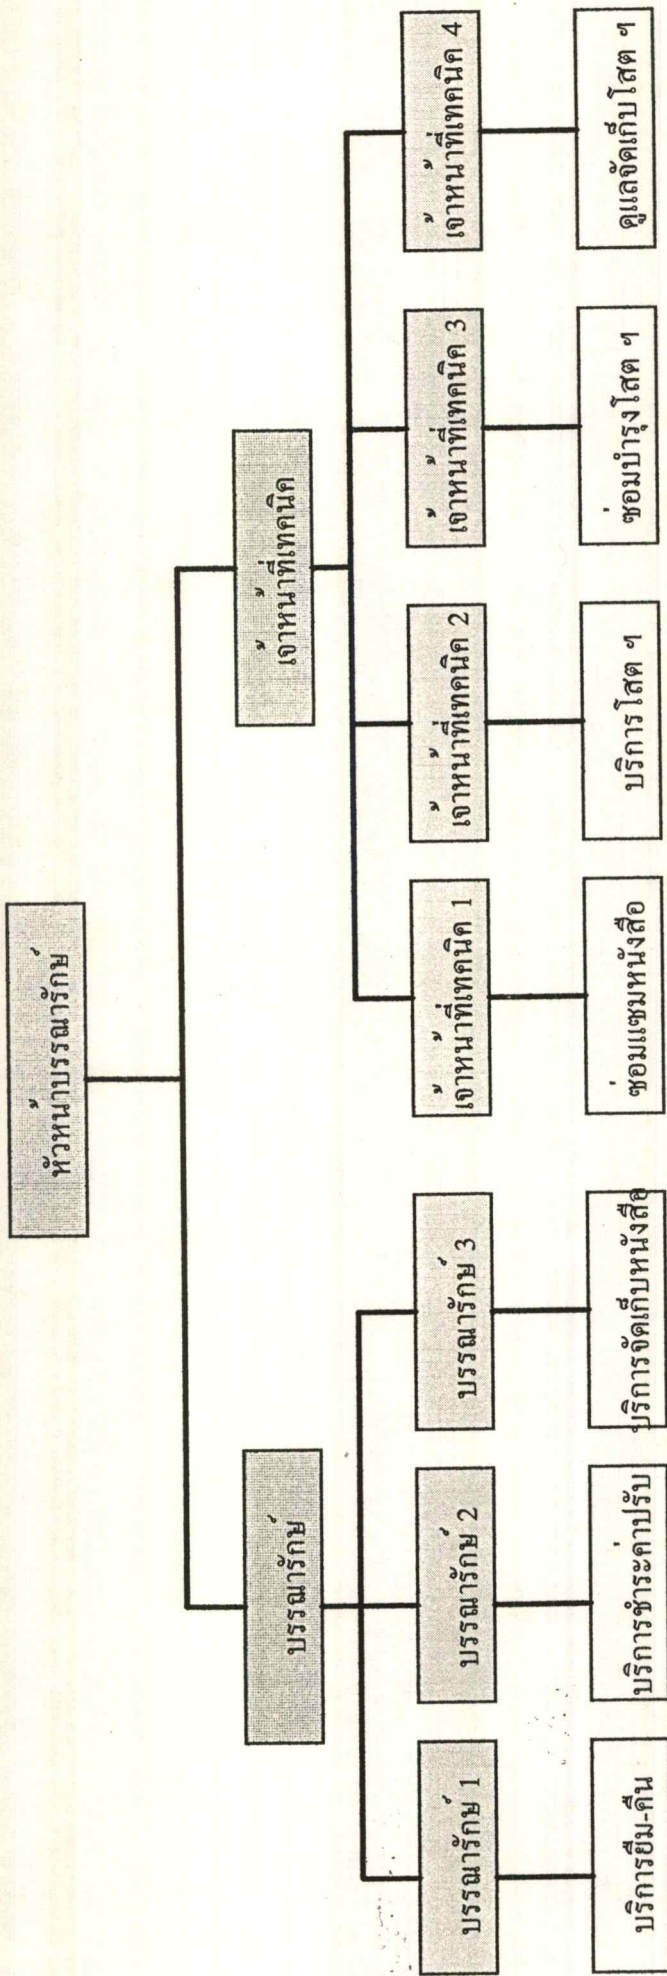 หัวหน้าบรรณารักษ์
บรรณารักษ์
เจ้าหน้าที่เทคนิค
บรรณารักษ์ 1
บรรณารักษ์ 2
บรรณารักษ์ 3
เจ้าหน้าที่เทคนิค 1
เจ้าหน้าที่เทคนิค 2
เจ้าหน้าที่เทคนิค 3
เจ้าหน้าที่เทคนิค 4
บริการยืม-คืน
บริการชำระค่าปรับ
บริการจัดเก็บหนังสือ
ซ่อมแซมหนังสือ
บริการโสต ฯ
ซ่อมบำรุงโสต ฯ
ดูแลจัดเก็บโสต ฯ